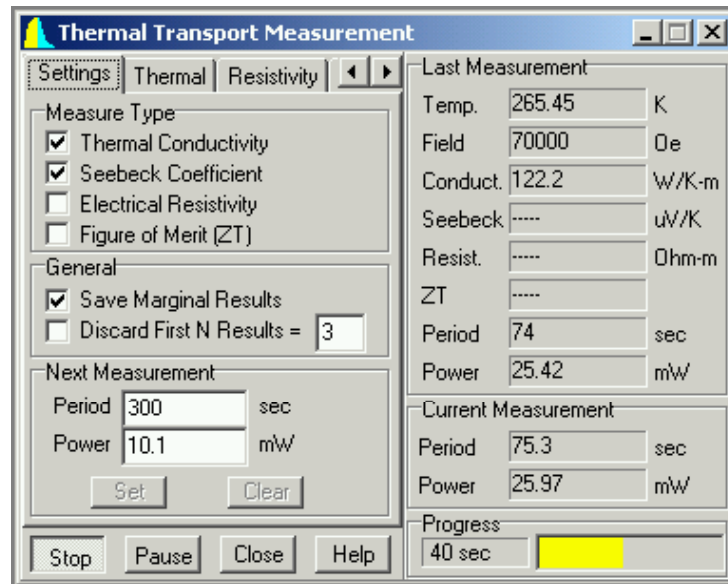 Thermal Transport Measurement
Settings Thermal Resistivity
Measure Type
Thermal Conductivity
Seebeck Coefficient
Electrical Resistivity
Figure of Merit (ZT)
General
Save Marginal Results
Discard First N Results = 3
Next Measurement
Period 300 sec
Power 10.1 mW
Set Clear
Stop Pause Close Help
Last Measurement
Temp. 265.45 K
Field 70000 Oe
Conduct. 122.2 W/K-m
Seebeck ----- uV/K
Resist. ----- Ohm-m
ZT -----
Period 74 sec
Power 25.42 mW
Current Measurement
Period 75.3 sec
Power 25.97 mW
Progress
40 sec